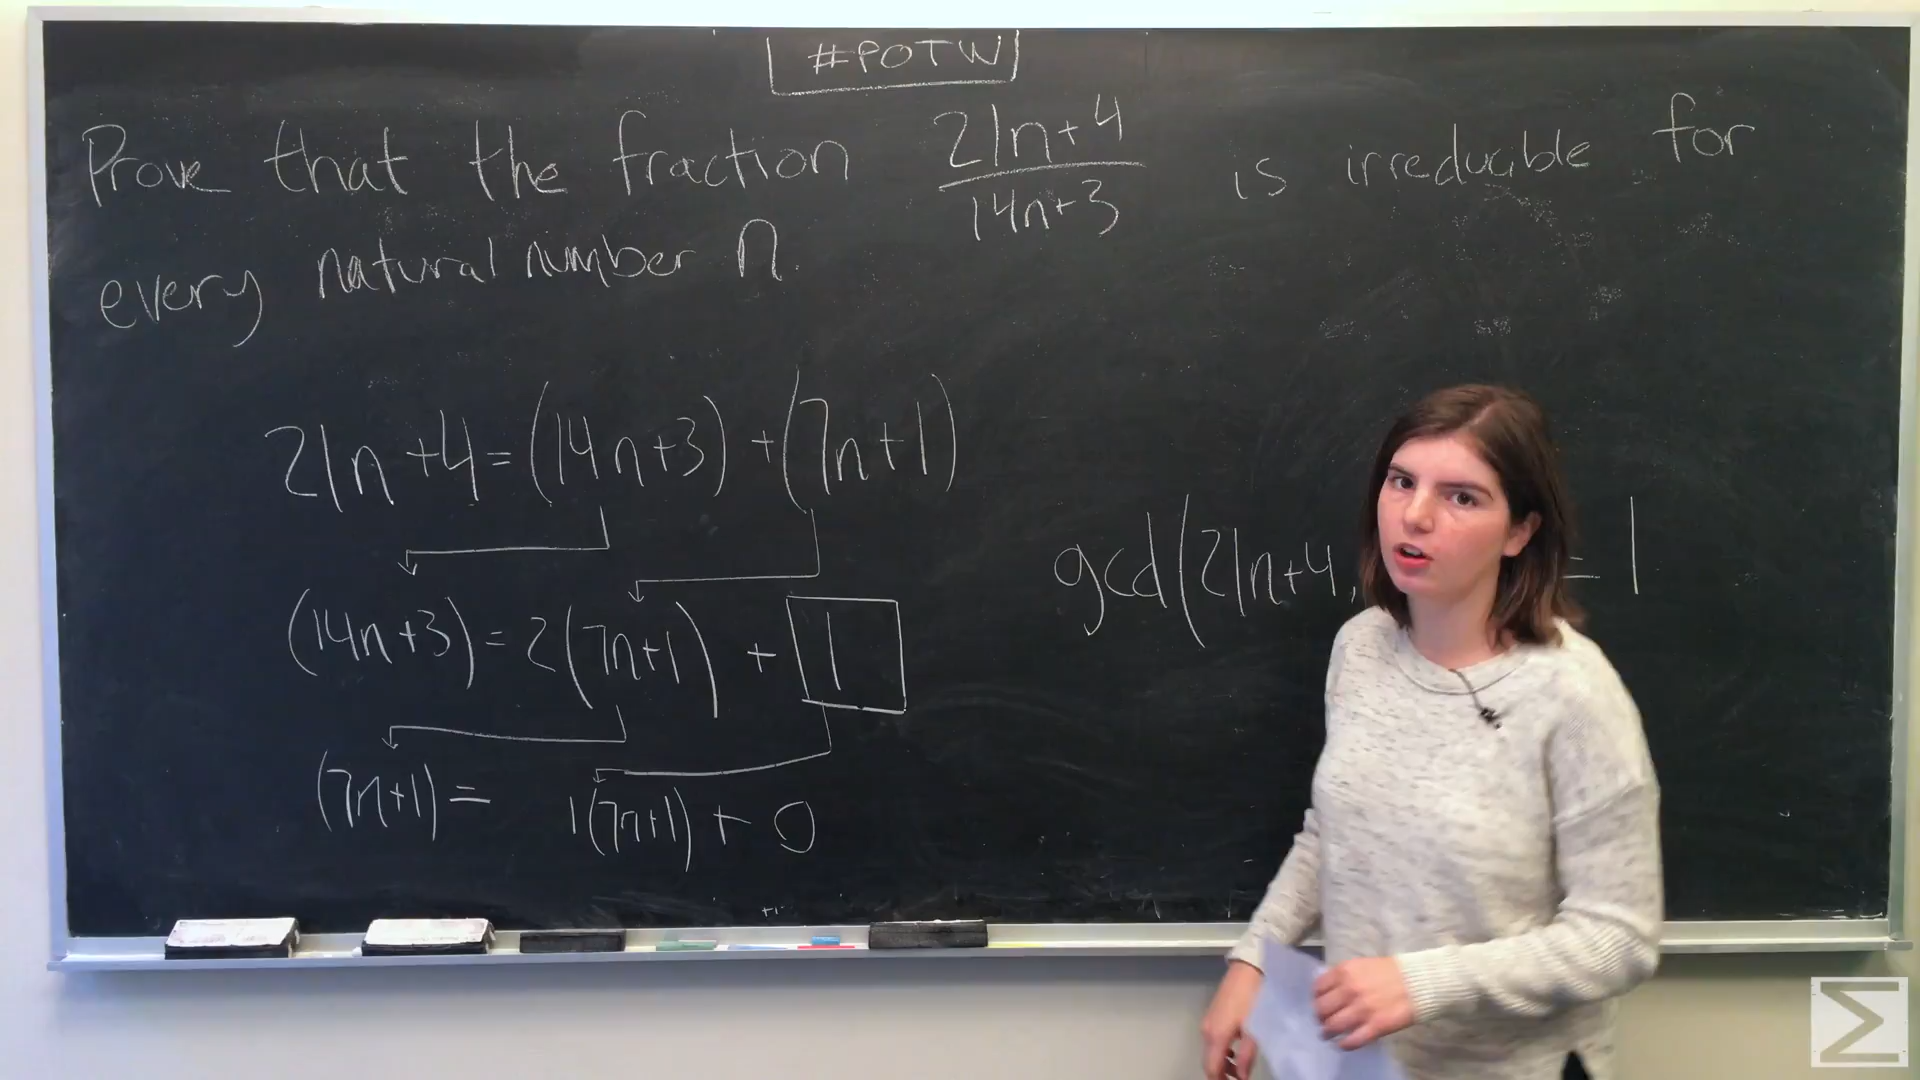 #POTW
Prove that the fraction \frac{21n+4}{14n+3} is irreducible for
every natural number n.
21n+4=(14n+3)+(7n+1)
(14n+3)=2(7n+1)+1
(7n+1)= 1(7n+1)+0
gcd(21n+4, =1
Σ